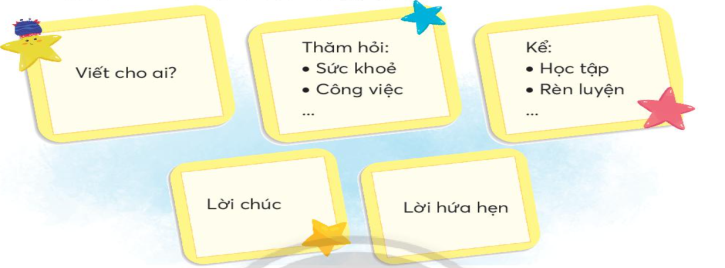 Viết cho ai?
Thăm hỏi:
• Sức khoẻ
• Công việc
...
Kể:
• Học tập
• Rèn luyện
...
Lời chúc
Lời hứa hẹn